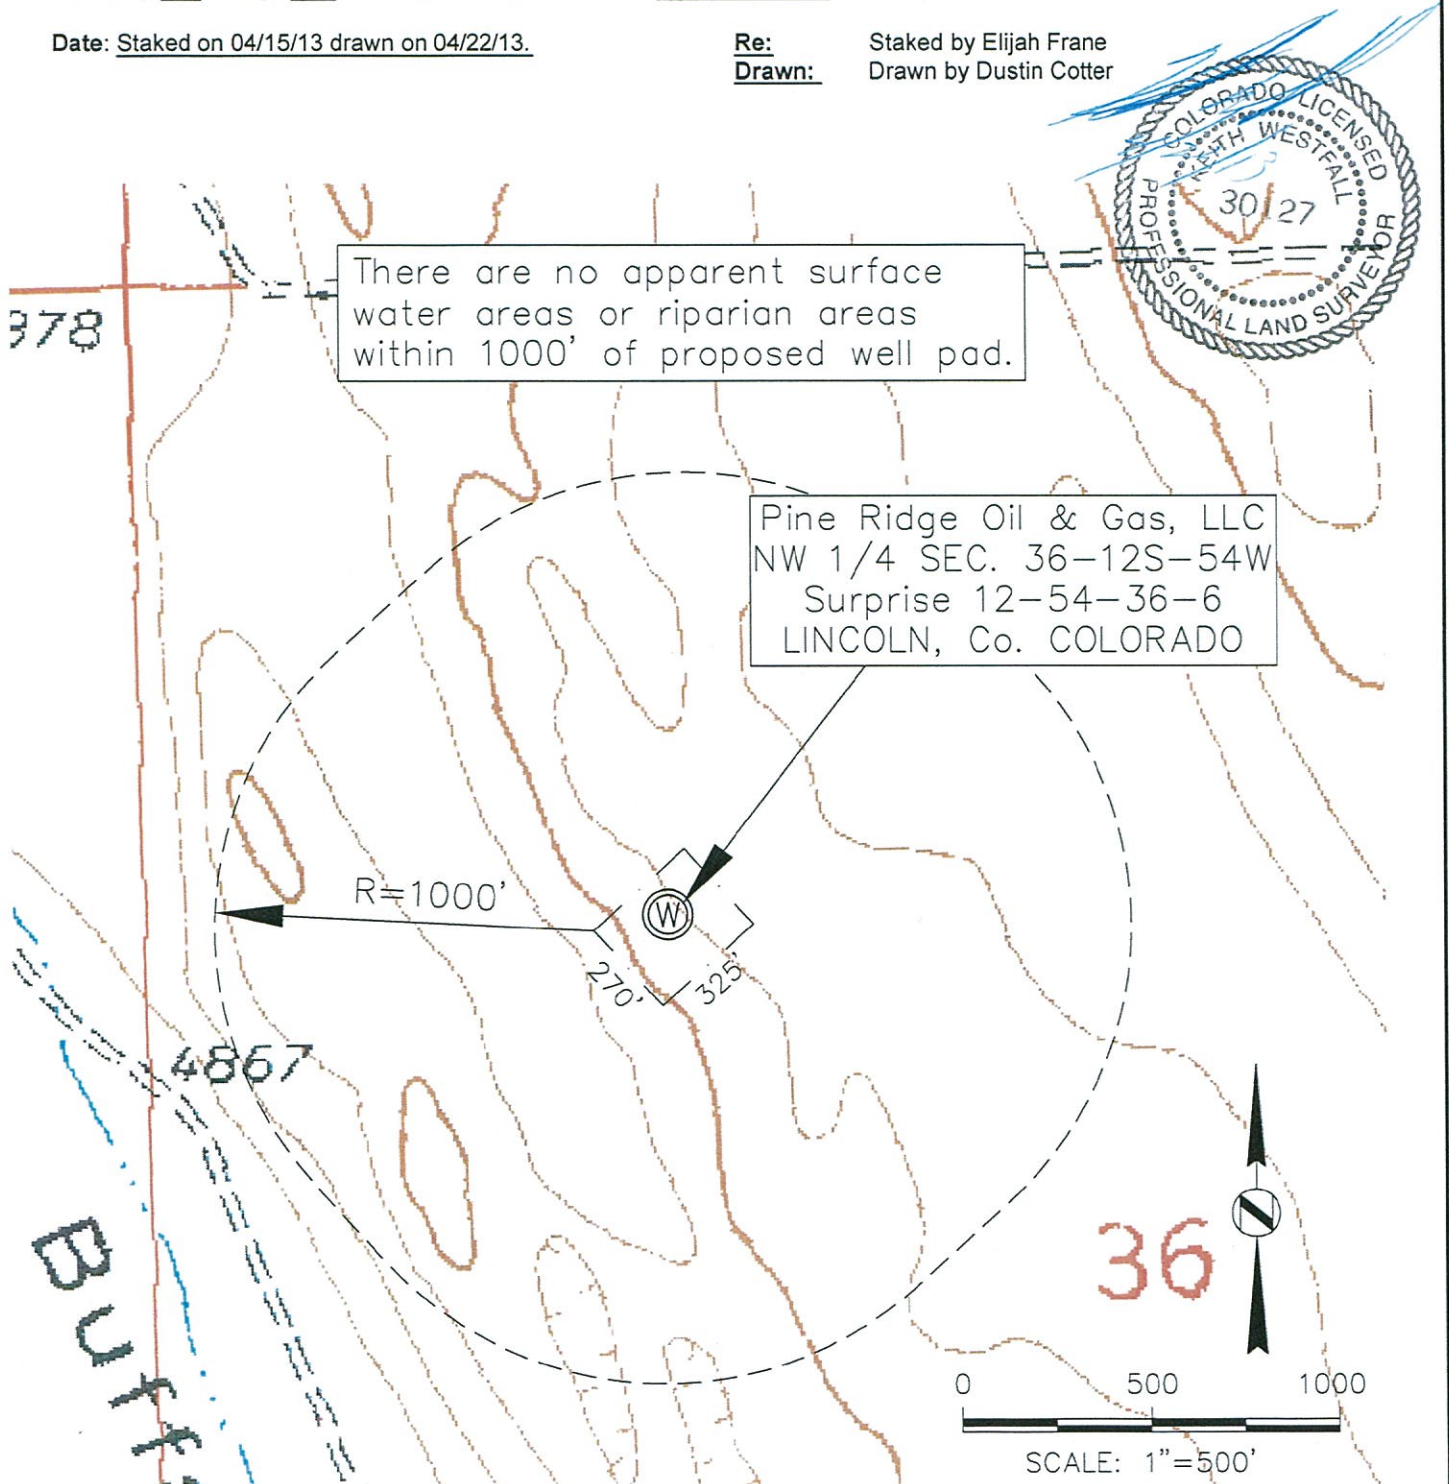 Date: Staked on 04/15/13 drawn on 04/22/13.
Re: Staked by Elijah Frane
Drawn: Drawn by Dustin Cotter
COLORADO LICENSED
KEITH WESTFALL
30127
PROFESSIONAL LAND SURVEYOR
There are no apparent surface
water areas or riparian areas
within 1000' of proposed well pad.
378
Pine Ridge Oil & Gas, LLC
NW 1/4 SEC. 36-12S-54W
Surprise 12-54-36-6
LINCOLN, Co. COLORADO
R=1000'
W
270'
325'
4867
Buff
36
N
0 500 1000
SCALE: 1"=500'